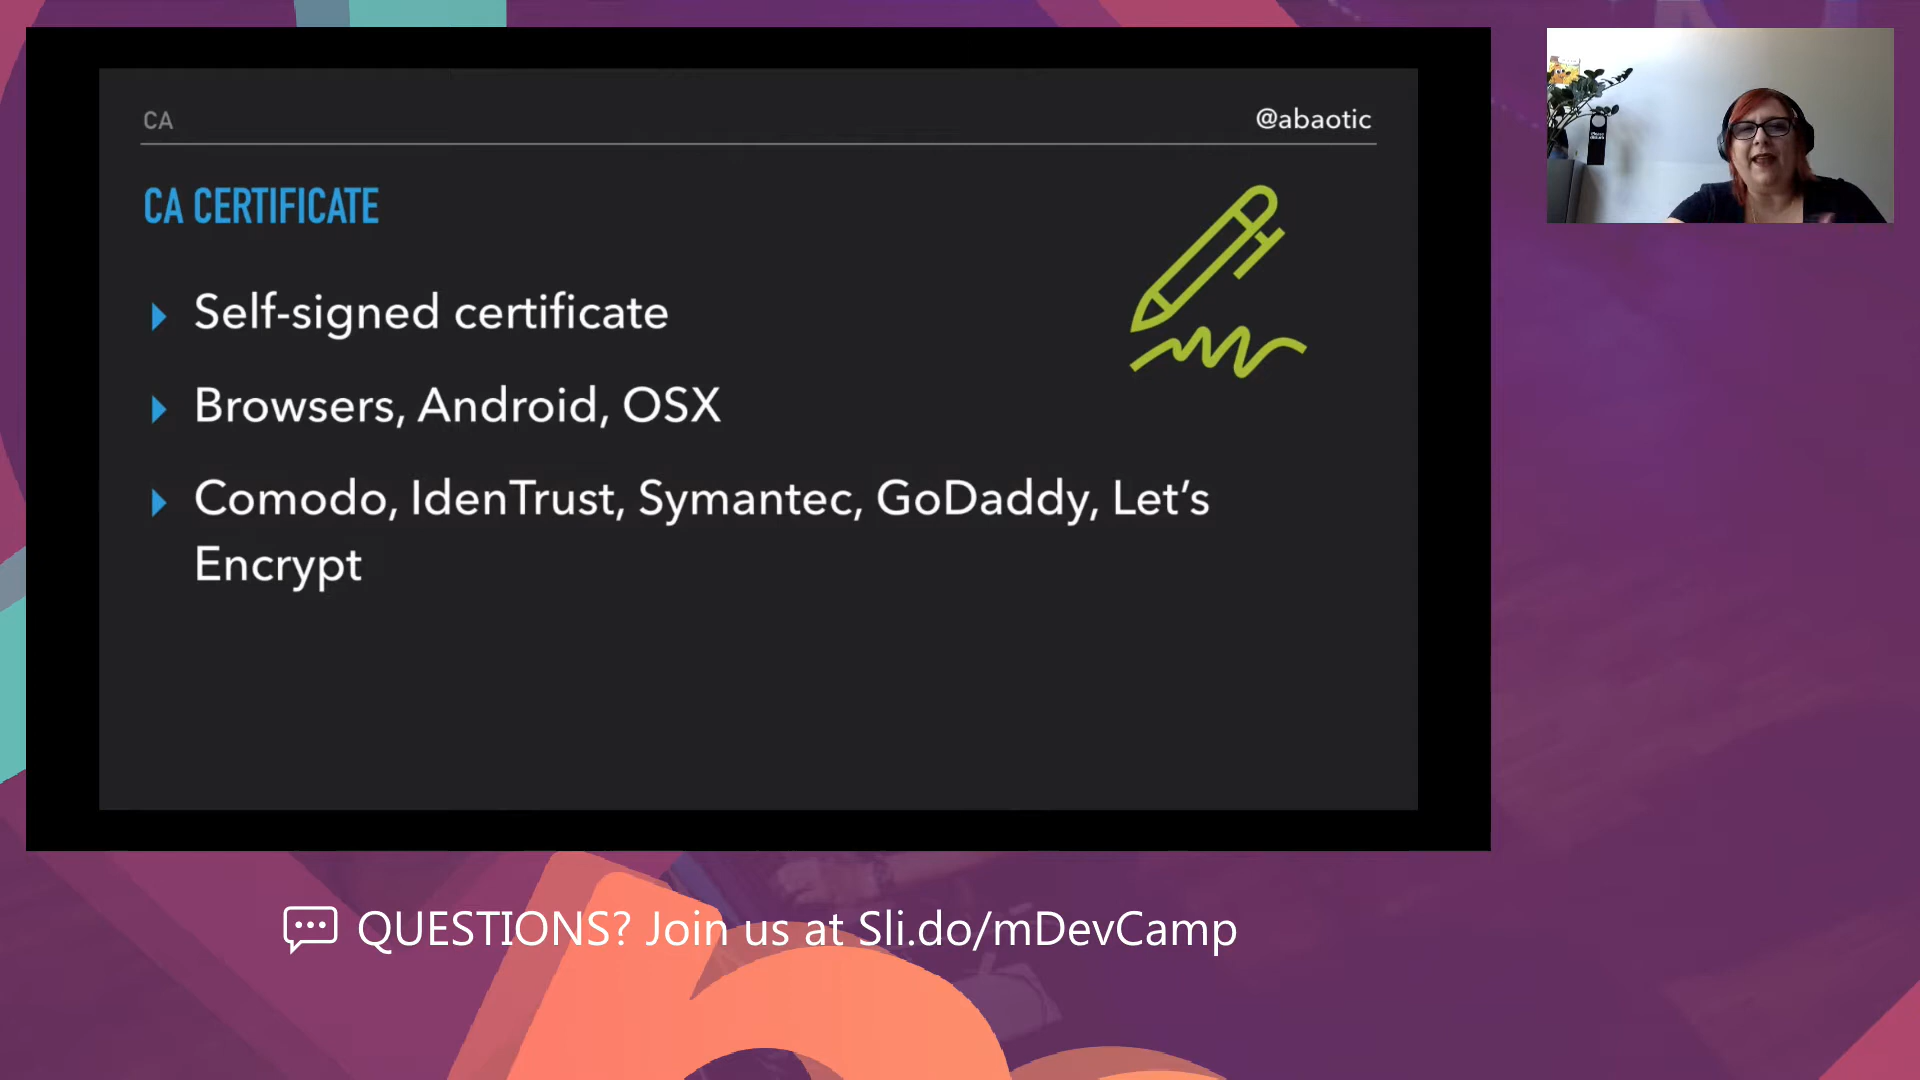 CA
@abaotic
CA CERTIFICATE
Self-signed certificate
Browsers, Android, OSX
Comodo, IdenTrust, Symantec, GoDaddy, Let’s
Encrypt
QUESTIONS? Join us at Sli.do/mDevCamp